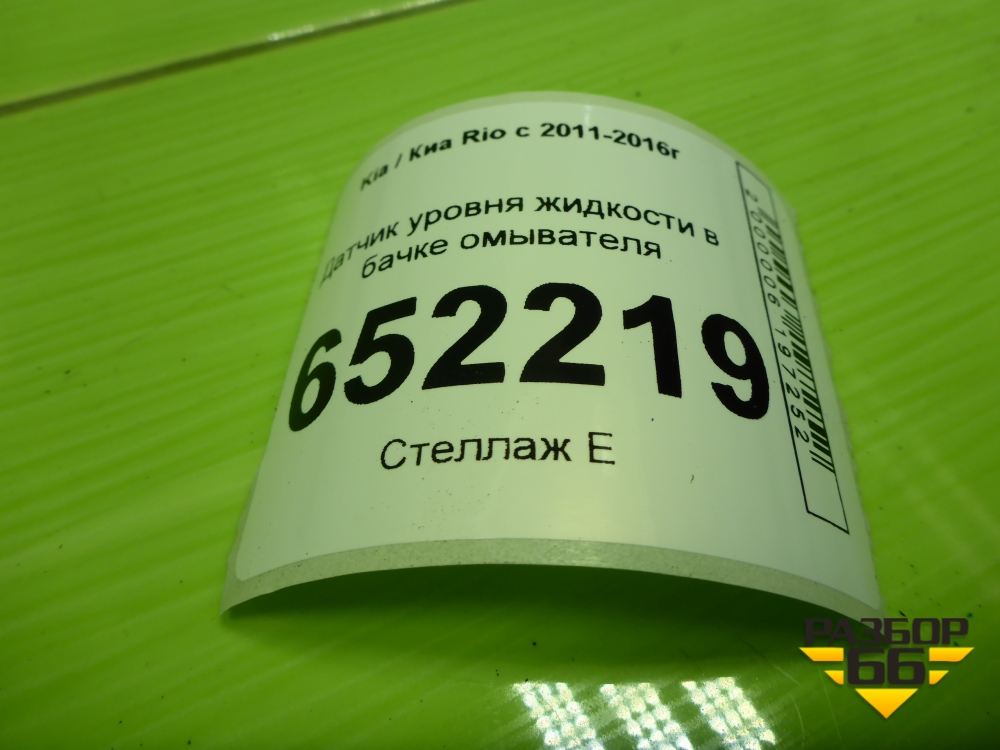 Kia / Киа Rio с 2011-2016г
Датчик уровня жидкости в
бачке омывателя
652219
Стеллаж Е
2000006197252
РАЗБОР
66